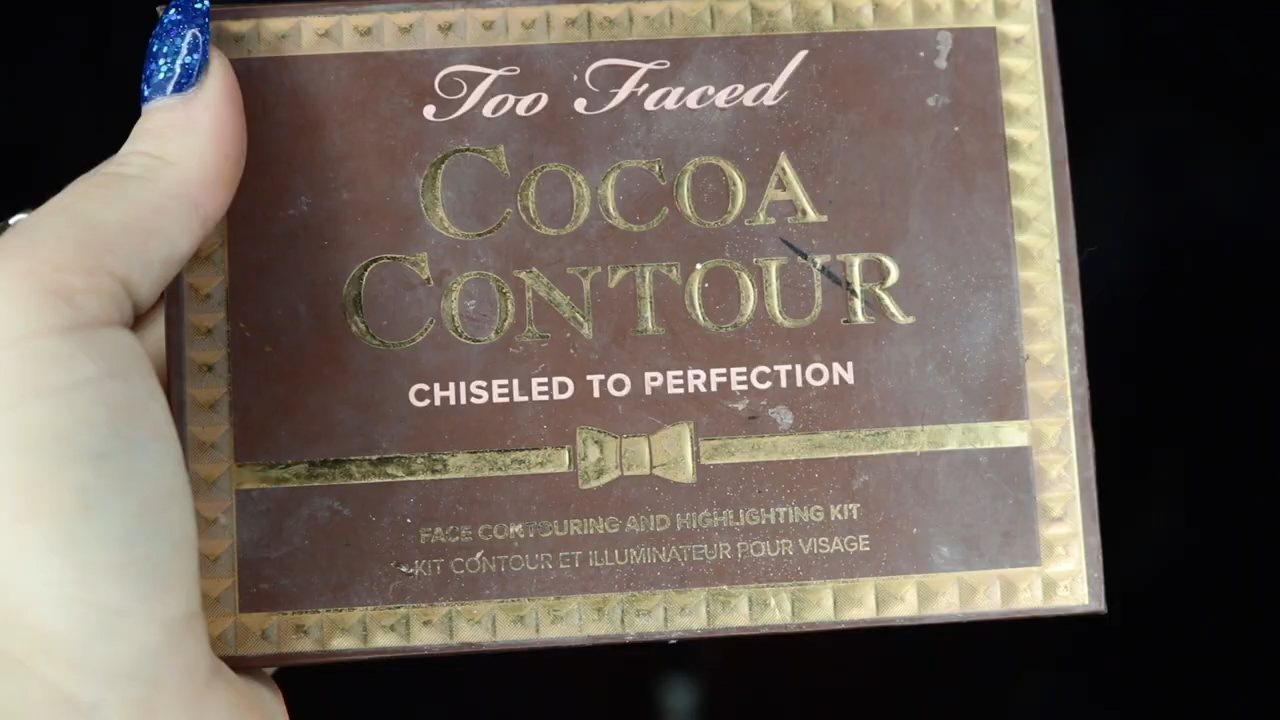 Too Faced
COCOA
CONTOUR
CHISELED TO PERFECTION
FACE CONTOURING AND HIGHLIGHTING KIT
KIT CONTOUR ET ILLUMINATEUR POUR VISAGE